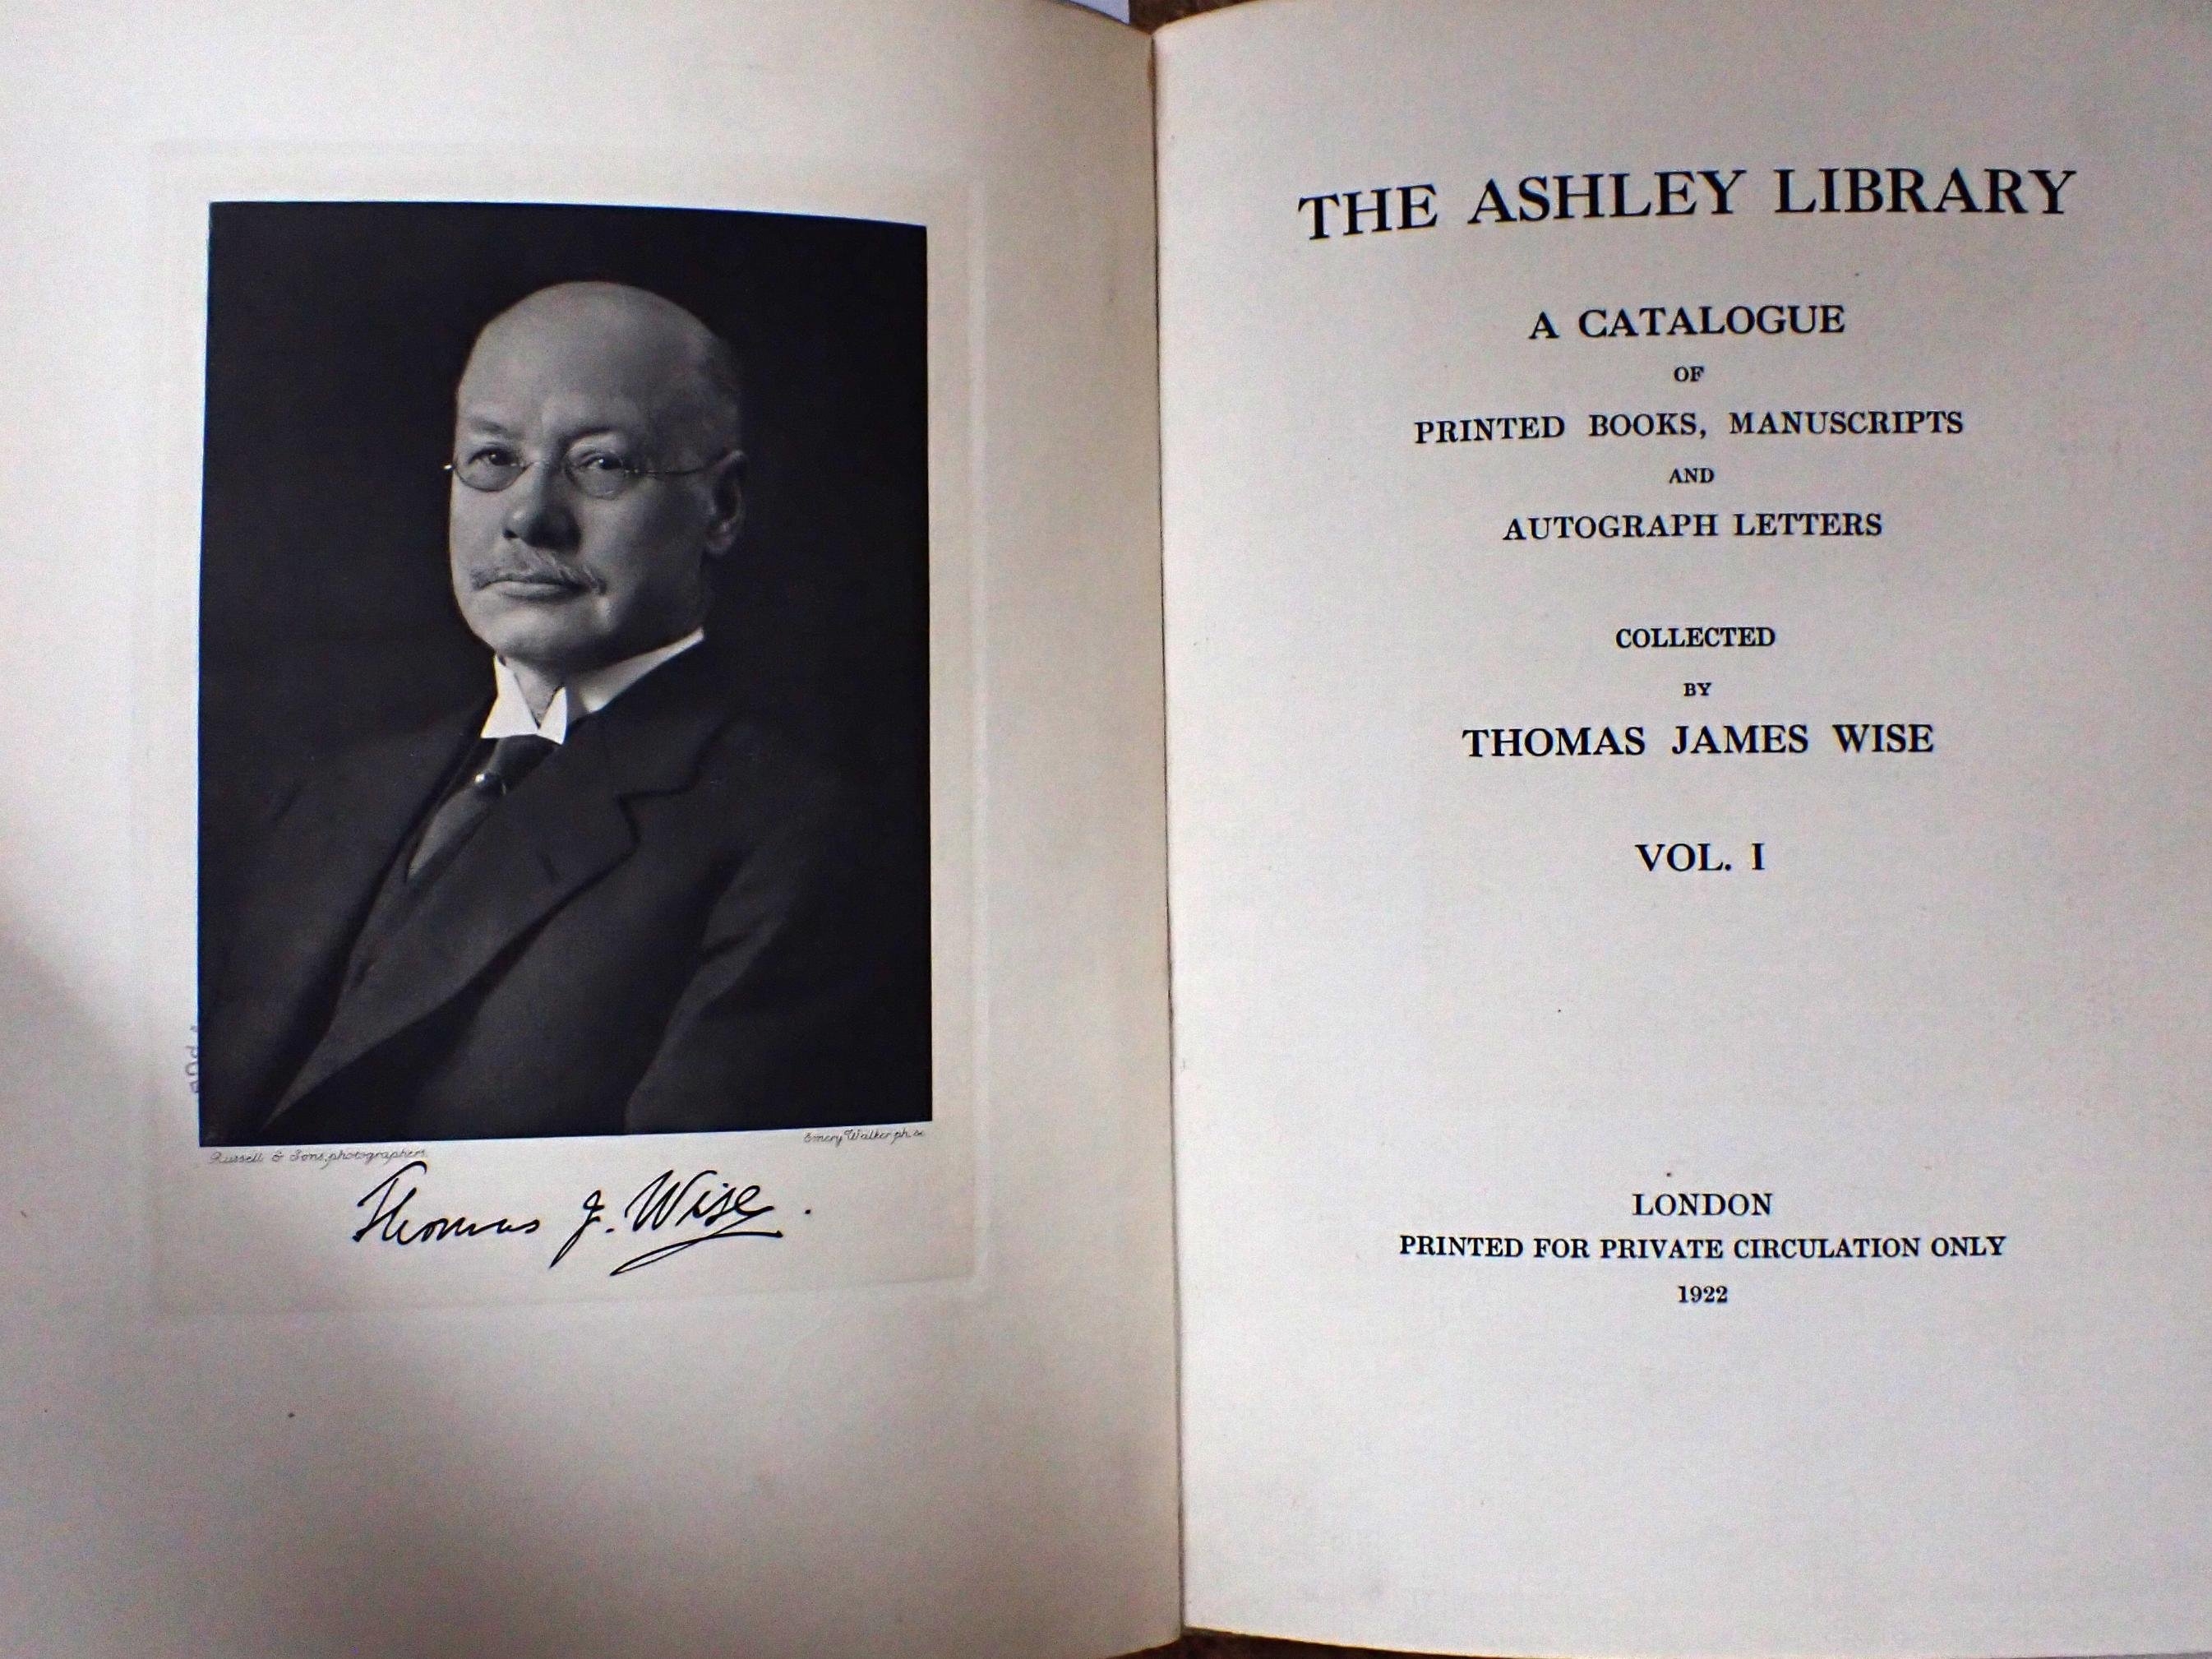 Russell & Sons, photographers.
Emery Walker ph. sc.
Thomas J. Wise.
THE ASHLEY LIBRARY
A CATALOGUE
OF
PRINTED BOOKS, MANUSCRIPTS
AND
AUTOGRAPH LETTERS
COLLECTED
BY
THOMAS JAMES WISE
VOL. I
LONDON
PRINTED FOR PRIVATE CIRCULATION ONLY
1922